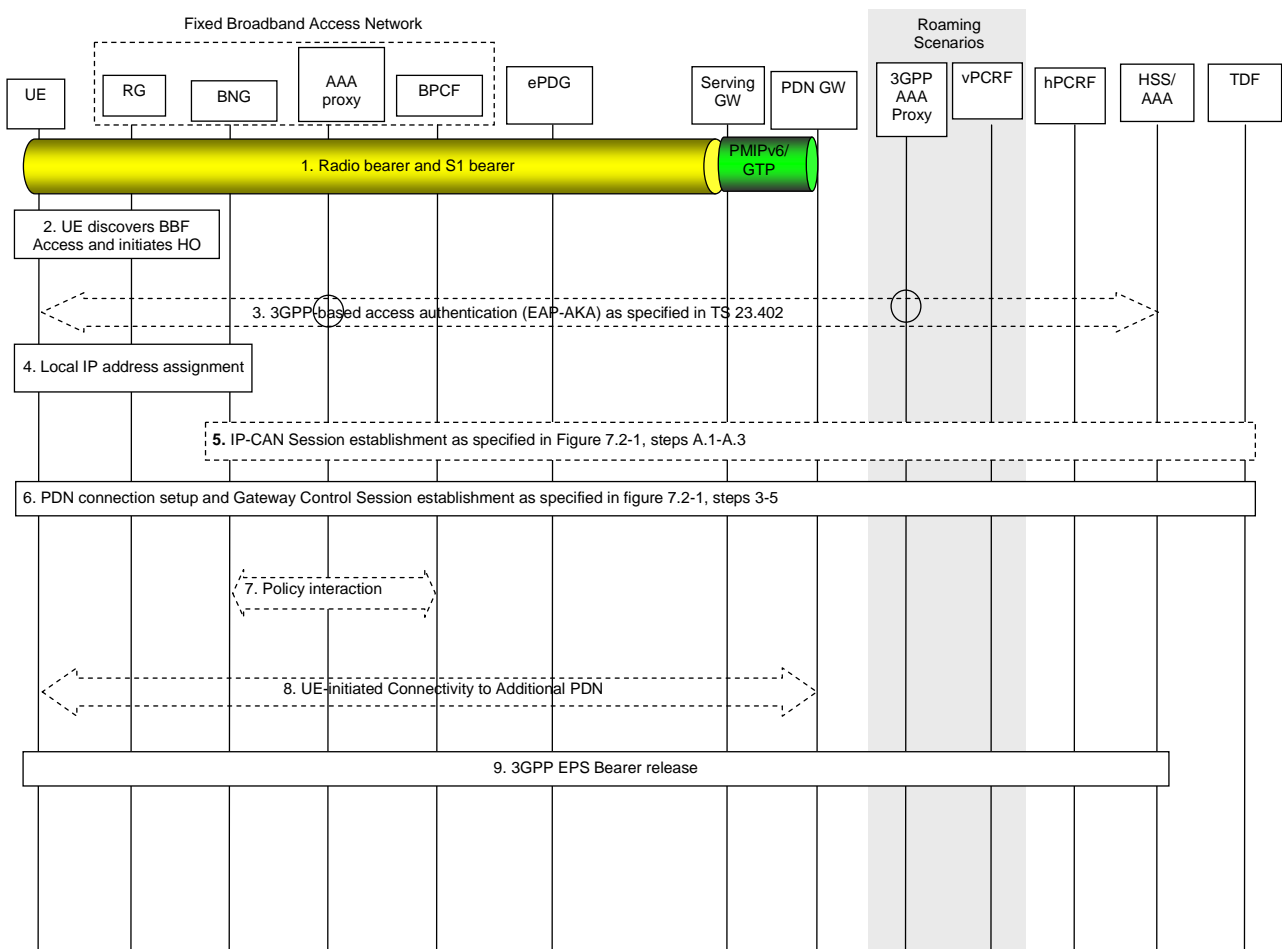 Fixed Broadband Access Network
Roaming
Scenarios
UE
RG
BNG
AAA
proxy
BPCF
ePDG
Serving
GW
PDN GW
3GPP
AAA
Proxy
vPCRF
hPCRF
HSS/
AAA
TDF
1. Radio bearer and S1 bearer
PMIPv6/
GTP
2. UE discovers BBF
Access and initiates HO
3. 3GPP-based access authentication (EAP-AKA) as specified in TS 23.402
4. Local IP address assignment
5. IP-CAN Session establishment as specified in Figure 7.2-1, steps A.1-A.3
6. PDN connection setup and Gateway Control Session establishment as specified in figure 7.2-1, steps 3-5
7. Policy interaction
8. UE-initiated Connectivity to Additional PDN
9. 3GPP EPS Bearer release